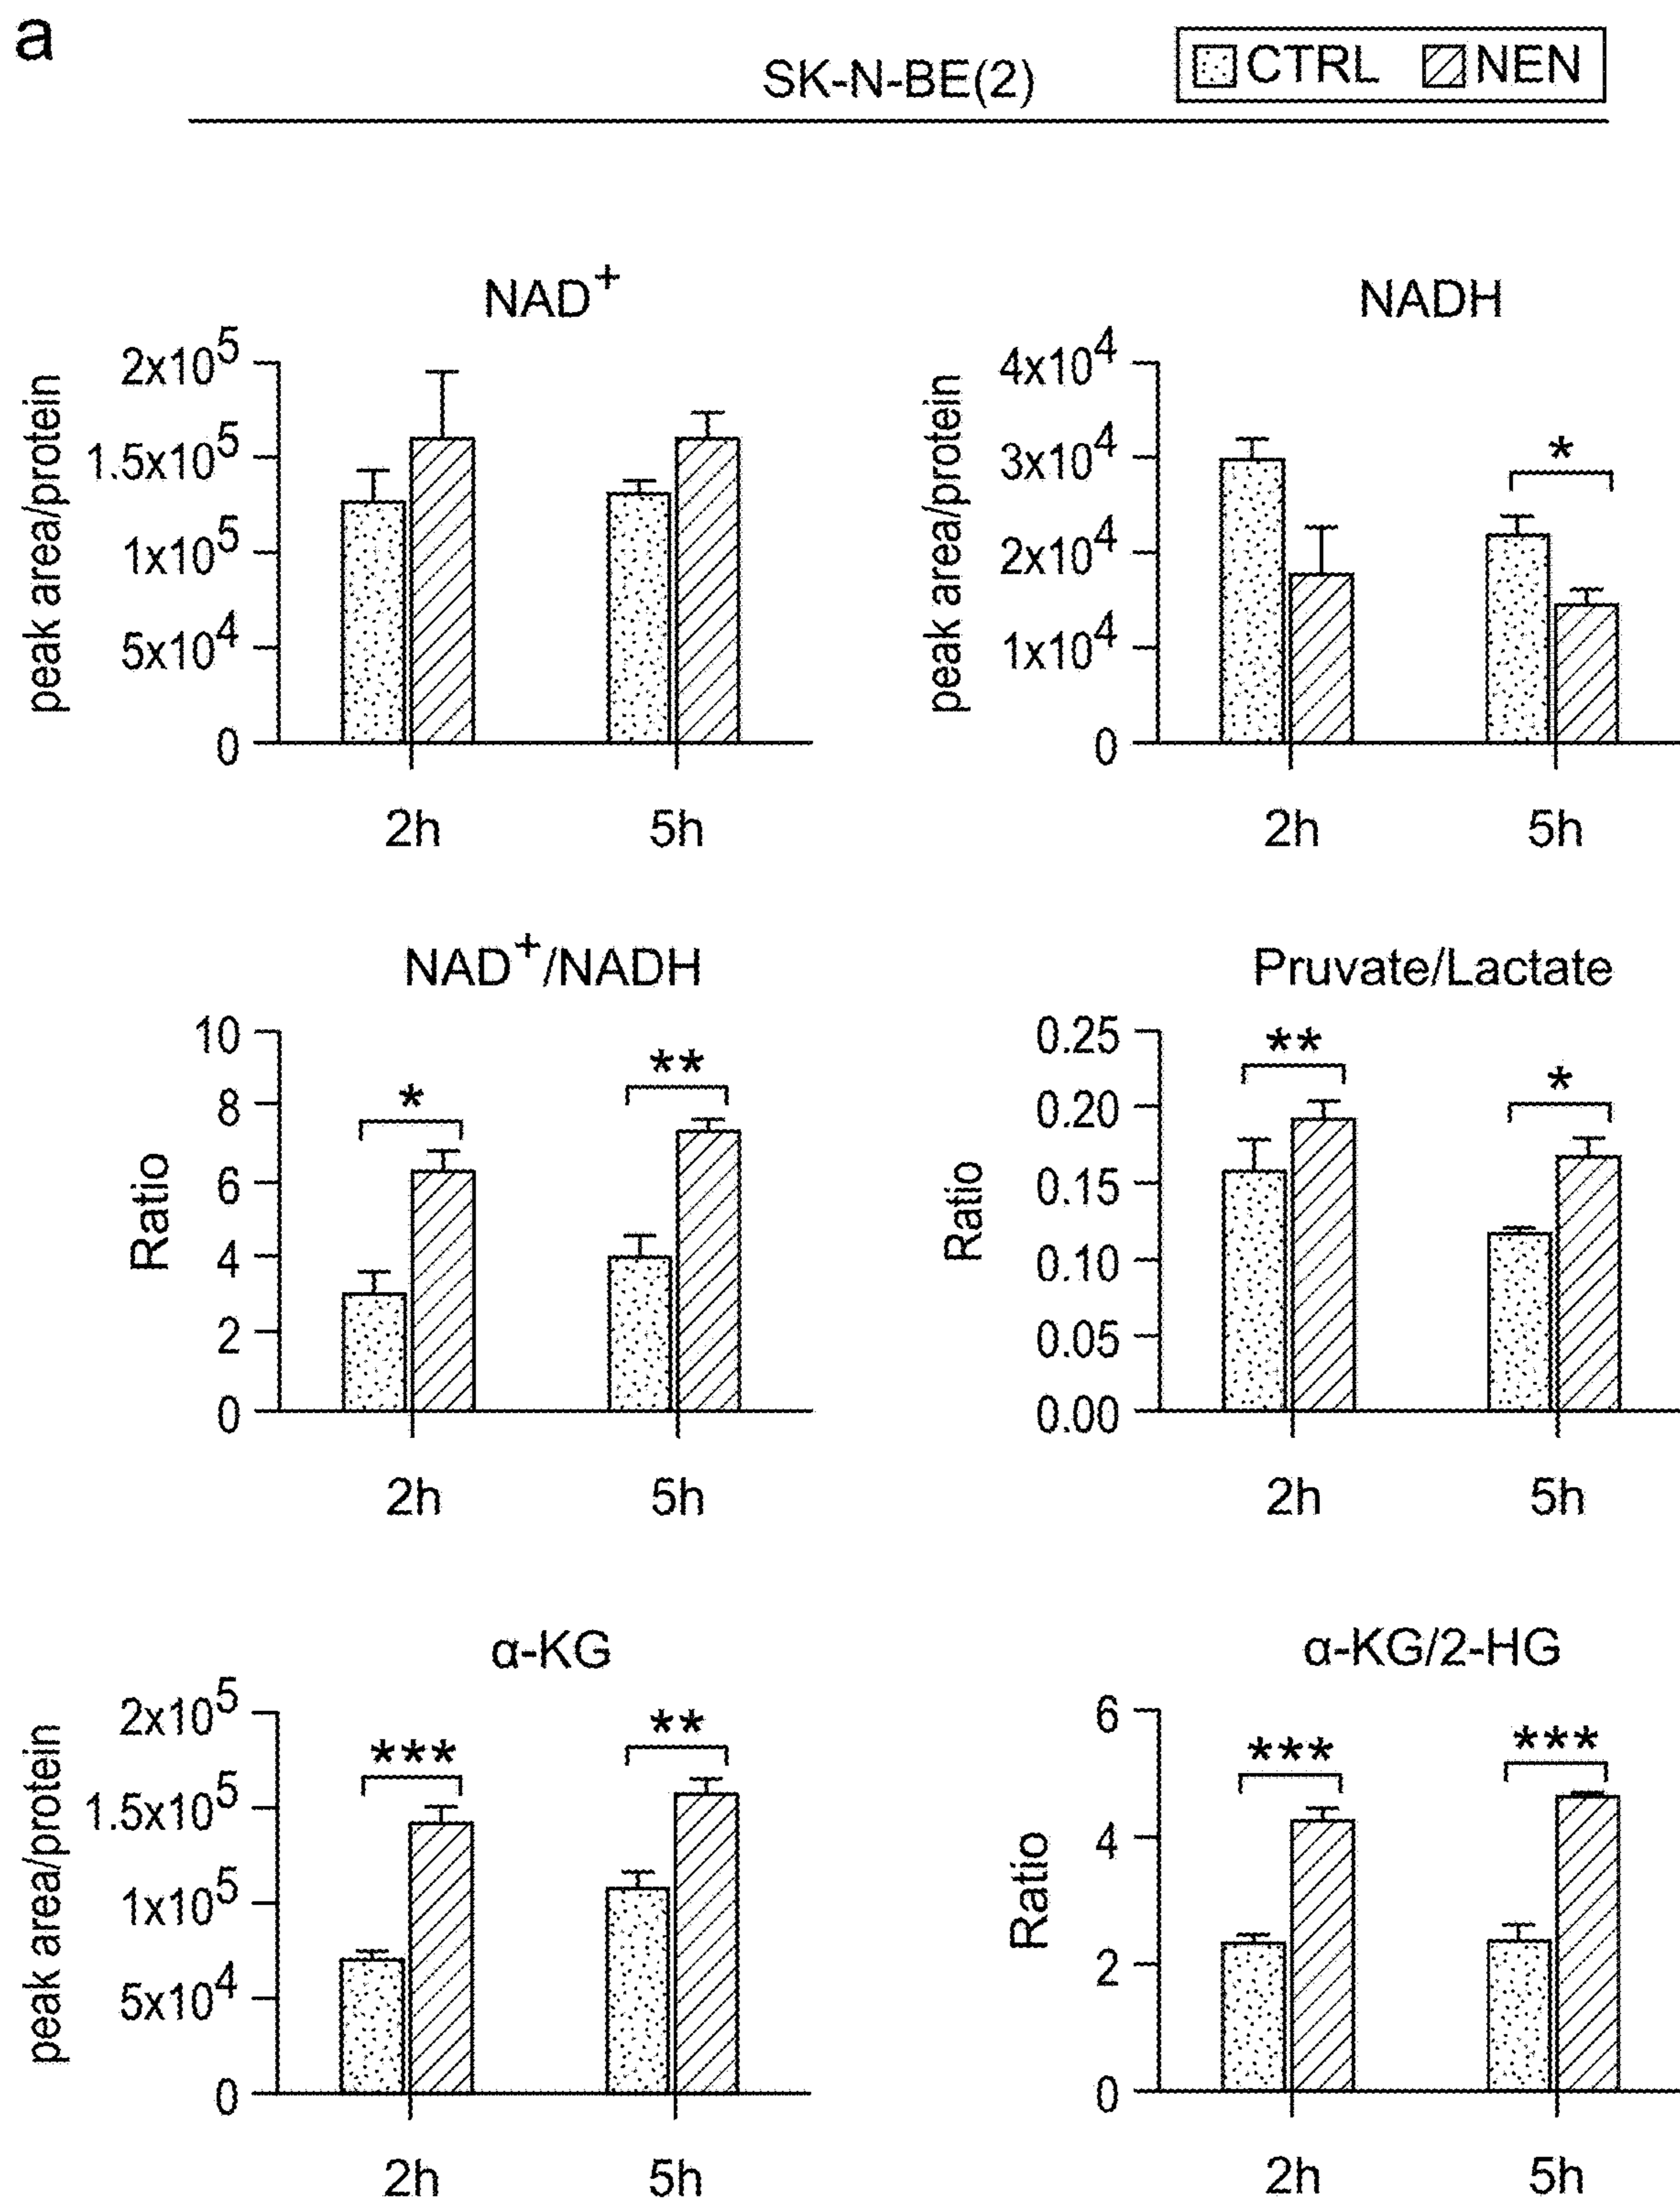 a
SK-N-BE(2)
CTRL NEN
NAD+
peak area/protein
2x10^5
1.5x10^5
1x10^5
5x10^4
0
2h 5h
NADH
peak area/protein
4x10^4
3x10^4
2x10^4
1x10^4
0
*
2h 5h
NAD+/NADH
Ratio
10
8
6
4
2
0
*
**
2h 5h
Pruvate/Lactate
Ratio
0.25
0.20
0.15
0.10
0.05
0.00
**
*
2h 5h
α-KG
peak area/protein
2x10^5
1.5x10^5
1x10^5
5x10^4
0
***
**
2h 5h
α-KG/2-HG
Ratio
6
4
2
0
***
***
2h 5h